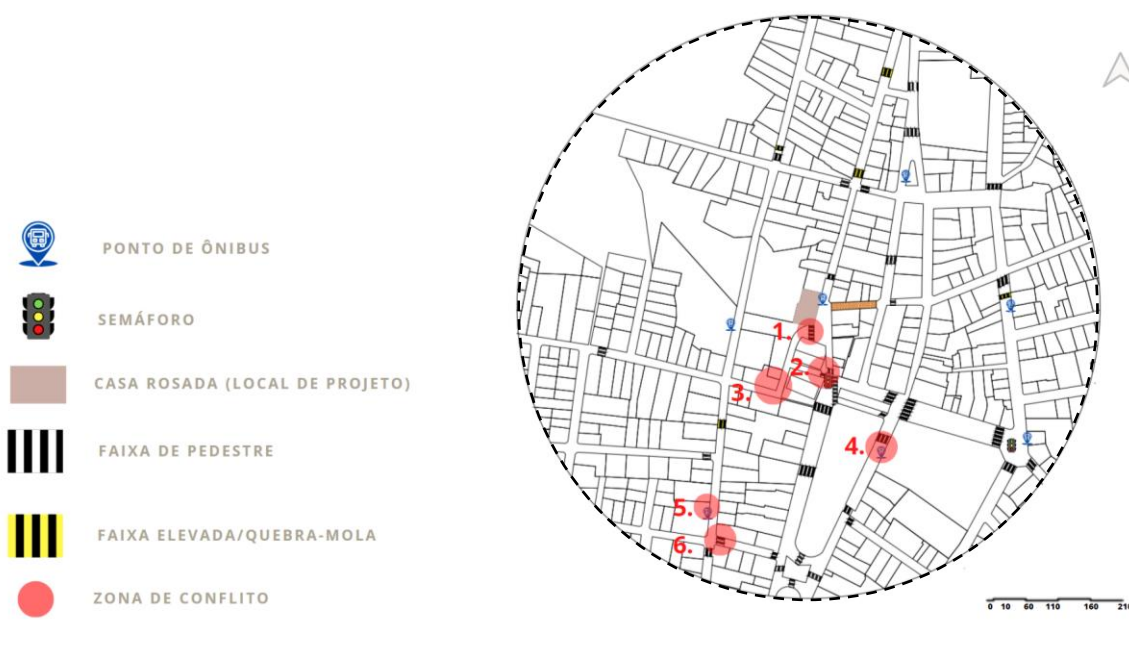 PONTO DE ÔNIBUS
SEMÁFORO
CASA ROSADA (LOCAL DE PROJETO)
FAIXA DE PEDESTRE
FAIXA ELEVADA/QUEBRA-MOLA
ZONA DE CONFLITO
1.
2.
3.
4.
5.
6.
0 10 60 110 160 210